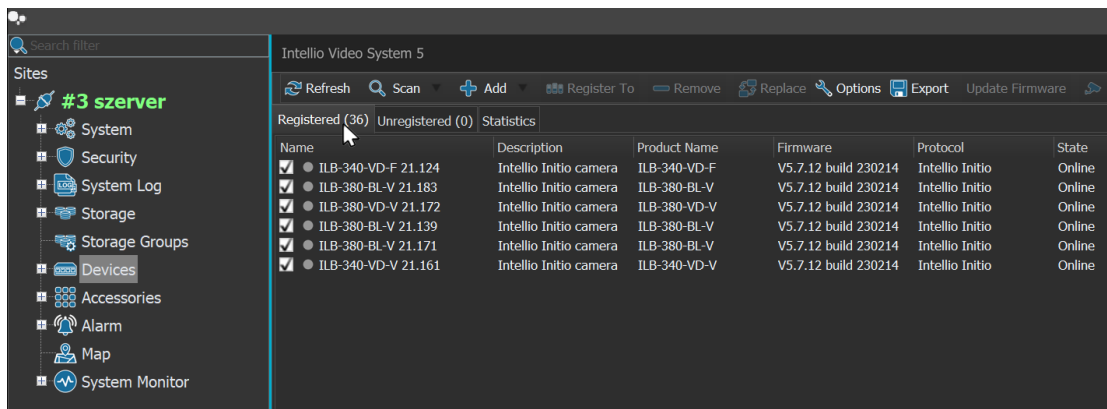 Search filter
Sites
#3 szerver
System
Security
System Log
Storage
Storage Groups
Devices
Accessories
Alarm
Map
System Monitor
Intellio Video System 5
Refresh Scan Add Register To Remove Replace Options Export Update Firmware
Registered (36) Unregistered (0) Statistics
Name Description Product Name Firmware Protocol State
ILB-340-VD-F 21.124 Intellio Initio camera ILB-340-VD-F V5.7.12 build 230214 Intellio Initio Online
ILB-380-BL-V 21.183 Intellio Initio camera ILB-380-BL-V V5.7.12 build 230214 Intellio Initio Online
ILB-380-VD-V 21.172 Intellio Initio camera ILB-380-VD-V V5.7.12 build 230214 Intellio Initio Online
ILB-380-BL-V 21.139 Intellio Initio camera ILB-380-BL-V V5.7.12 build 230214 Intellio Initio Online
ILB-380-BL-V 21.171 Intellio Initio camera ILB-380-BL-V V5.7.12 build 230214 Intellio Initio Online
ILB-340-VD-V 21.161 Intellio Initio camera ILB-340-VD-V V5.7.12 build 230214 Intellio Initio Online